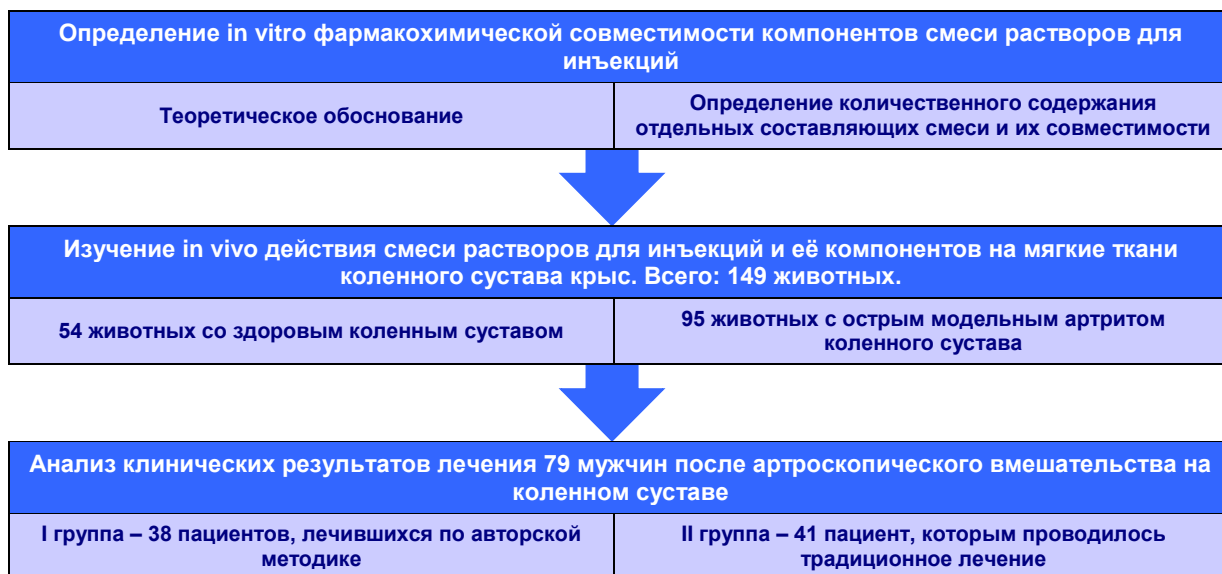 Определение in vitro фармакохимической совместимости компонентов смеси растворов для
инъекций
Теоретическое обоснование
Определение количественного содержания
отдельных составляющих смеси и их совместимости
Изучение in vivo действия смеси растворов для инъекций и её компонентов на мягкие ткани
коленного сустава крыс. Всего: 149 животных.
54 животных со здоровым коленным суставом
95 животных с острым модельным артритом
коленного сустава
Анализ клинических результатов лечения 79 мужчин после артроскопического вмешательства на
коленном суставе
I группа – 38 пациентов, лечившихся по авторской
методике
II группа – 41 пациент, которым проводилось
традиционное лечение